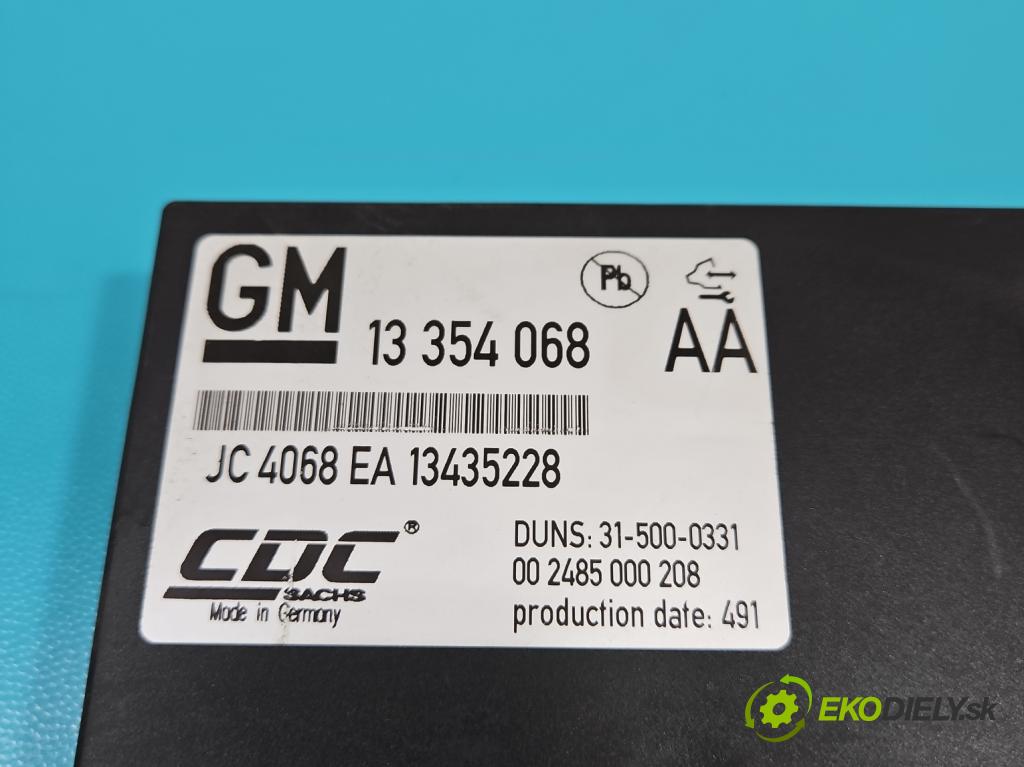 GM
Pb
13 354 068
AA
JC 4068 EA 13435228
CDC®
SACHS
Made in Germany
DUNS: 31-500-0331
00 2485 000 208
production date: 491
EKODIELY.sk